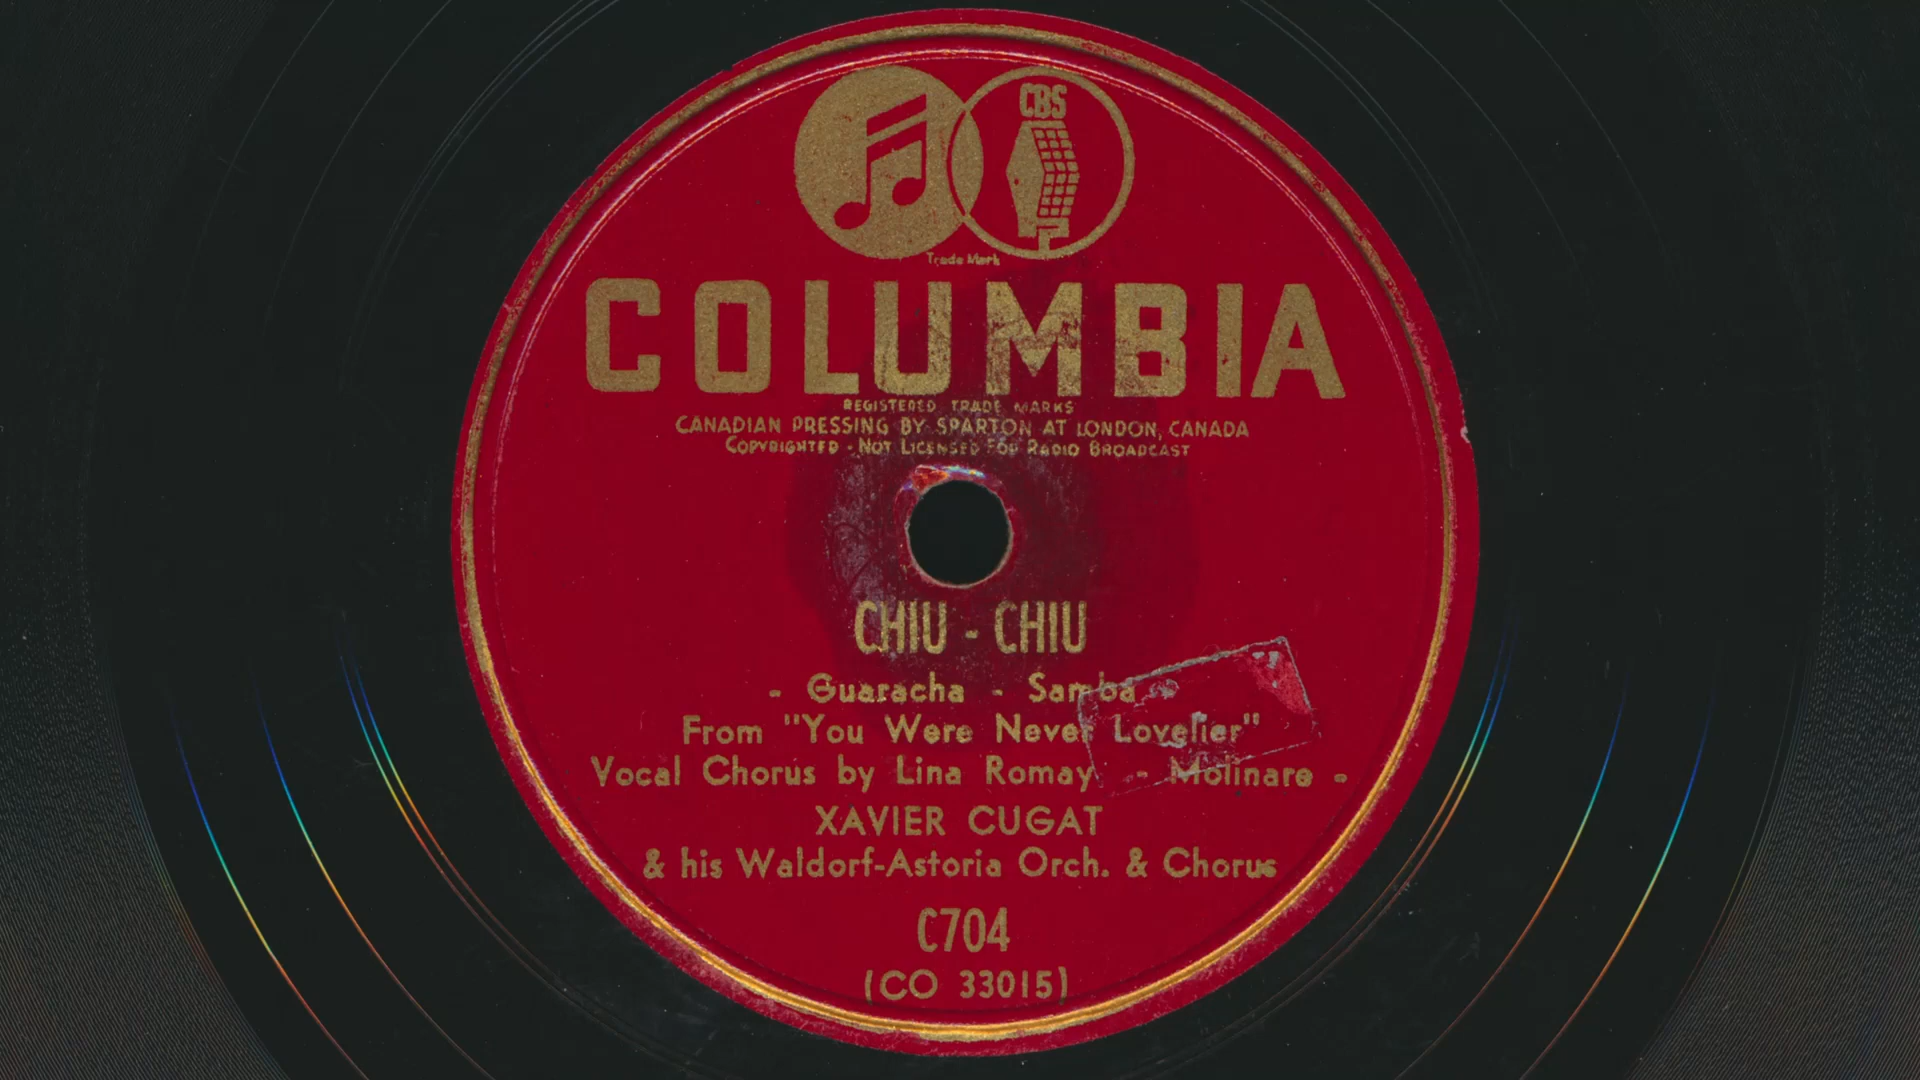 CBS
Trade Mark
COLUMBIA
REGISTERED TRADE MARKS
CANADIAN PRESSING BY SPARTON AT LONDON, CANADA
COPYRIGHTED - NOT LICENSED FOR RADIO BROADCAST
CHIU - CHIU
- Guaracha - Samba
From "You Were Never Lovelier"
Vocal Chorus by Lina Romay - Molinare -
XAVIER CUGAT
& his Waldorf-Astoria Orch. & Chorus
C704
(CO 33015)